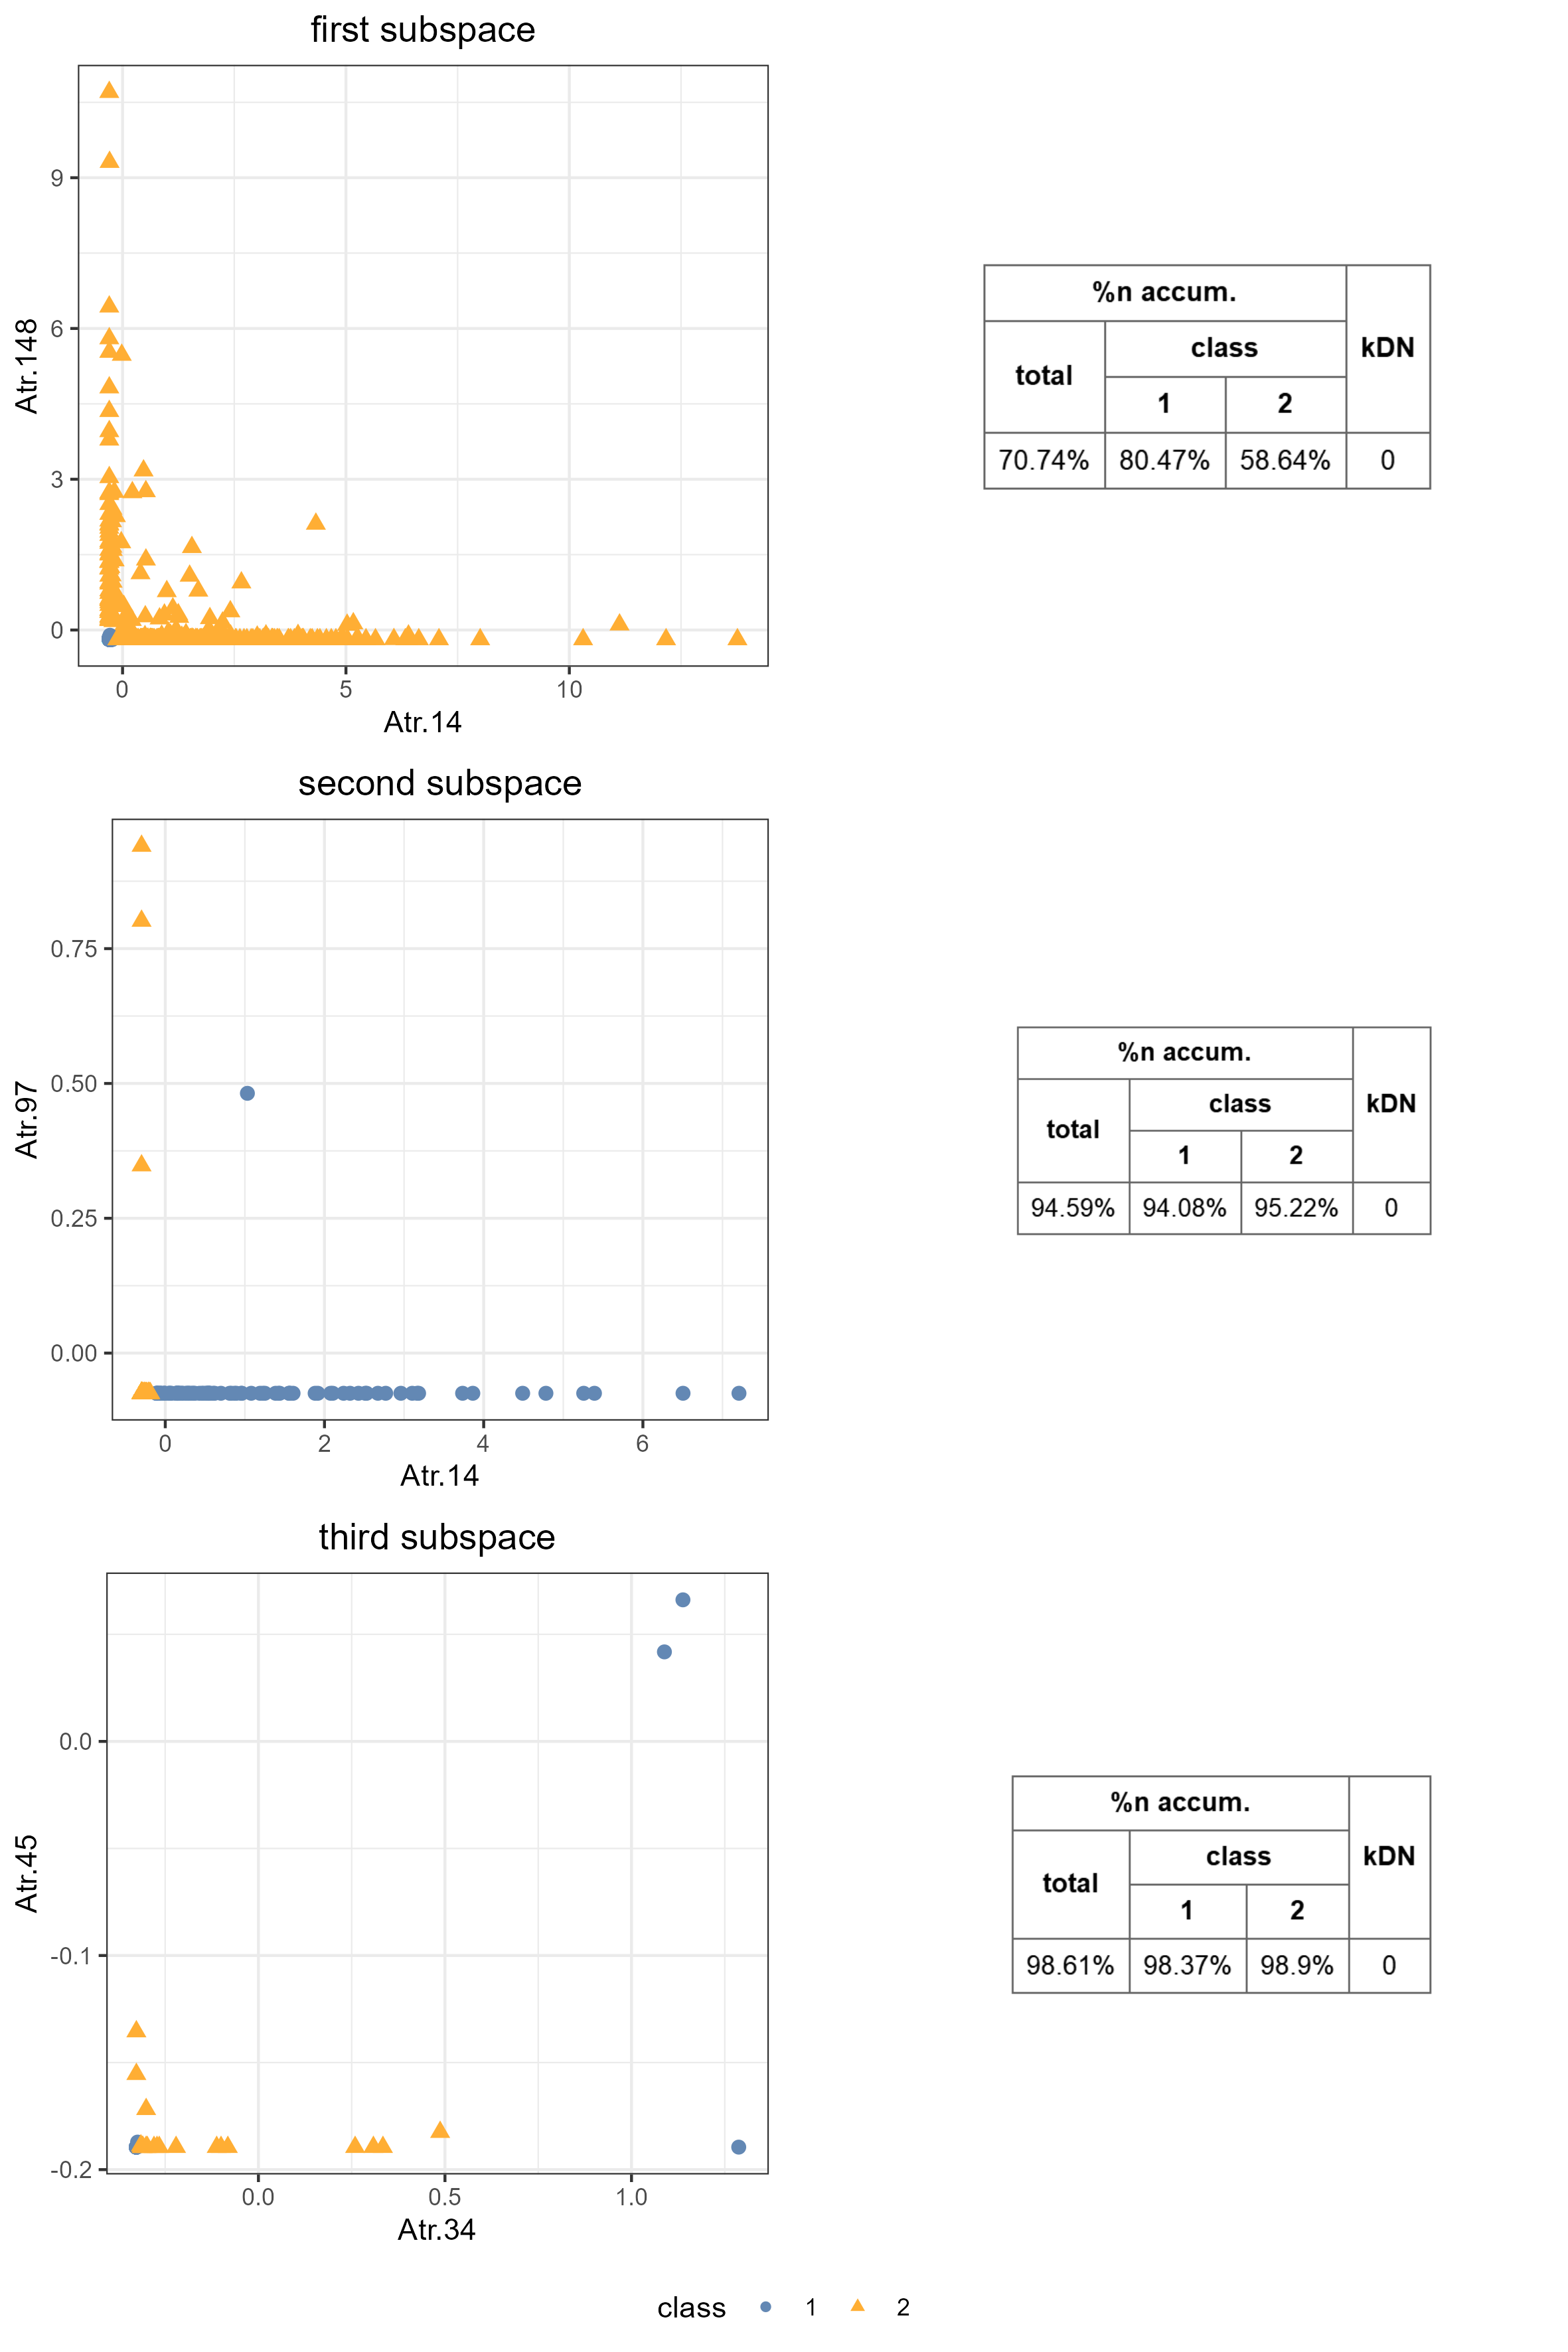 first subspace
9
6
3
0
Atr.148
0
5
10
Atr.14
%n accum.
kDN
total
class
1
2
70.74%
80.47%
58.64%
0
second subspace
0.75
0.50
0.25
0.00
Atr.97
0
2
4
6
Atr.14
%n accum.
kDN
total
class
1
2
94.59%
94.08%
95.22%
0
third subspace
0.0
-0.1
-0.2
Atr.45
0.0
0.5
1.0
Atr.34
%n accum.
kDN
total
class
1
2
98.61%
98.37%
98.9%
0
class 1 2